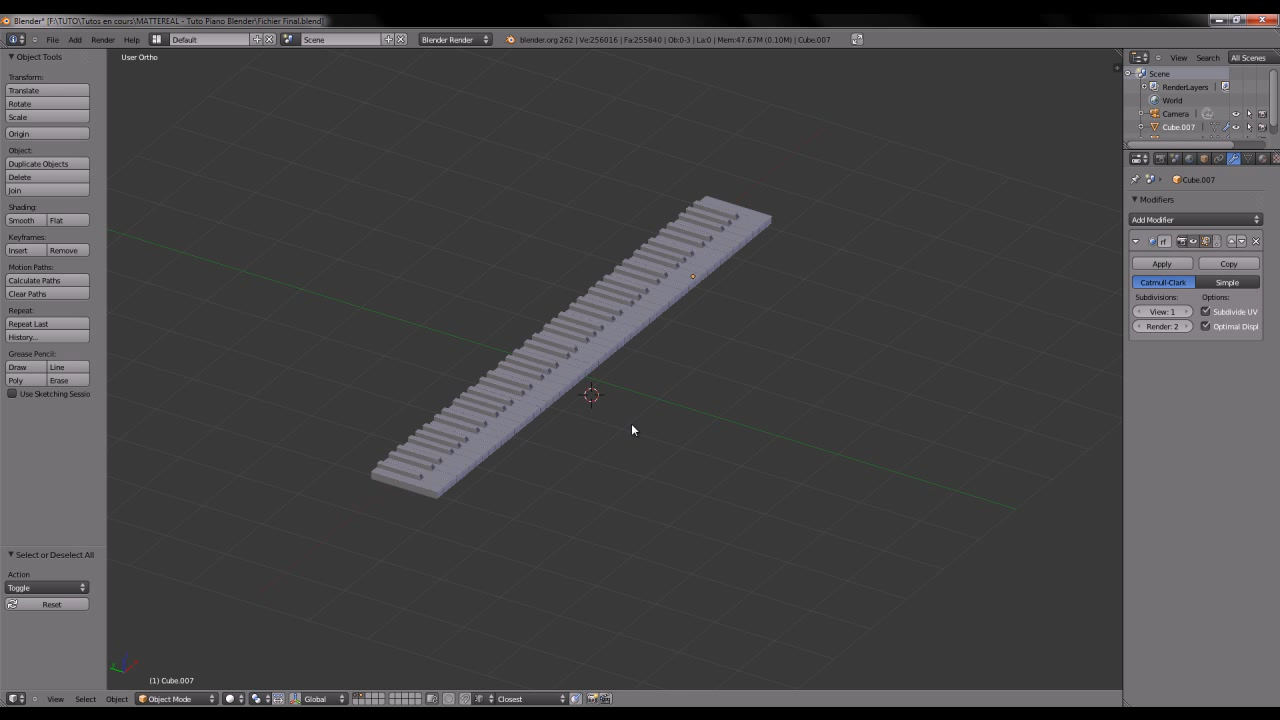 Blender* [F:\TUTO\Tutos en cours\MATTEREAL - Tuto Piano Blender\Fichier Final.blend]
File Add Render Help Default Scene Blender Render blender.org 262 | Ve:256016 | Fa:255840 | Ob:0-3 | La:0 | Mem:47.67M (0.10M) | Cube.007
Object Tools
User Ortho
View Search All Scenes
Transform:
Translate
Rotate
Scale
Origin
Object:
Duplicate Objects
Delete
Join
Shading:
Smooth Flat
Keyframes:
Insert Remove
Motion Paths:
Calculate Paths
Clear Paths
Repeat:
Repeat Last
History...
Grease Pencil:
Draw Line
Poly Erase
Use Sketching Sessio
Select or Deselect All
Action
Toggle
Reset
Scene
RenderLayers
World
Camera
Cube.007
Cube.007
Modifiers
Add Modifier
rf
Apply Copy
Catmull-Clark Simple
Subdivisions: Options:
View: 1 Subdivide UV
Render: 2 Optimal Displ
(1) Cube.007
View Select Object Object Mode Global Closest